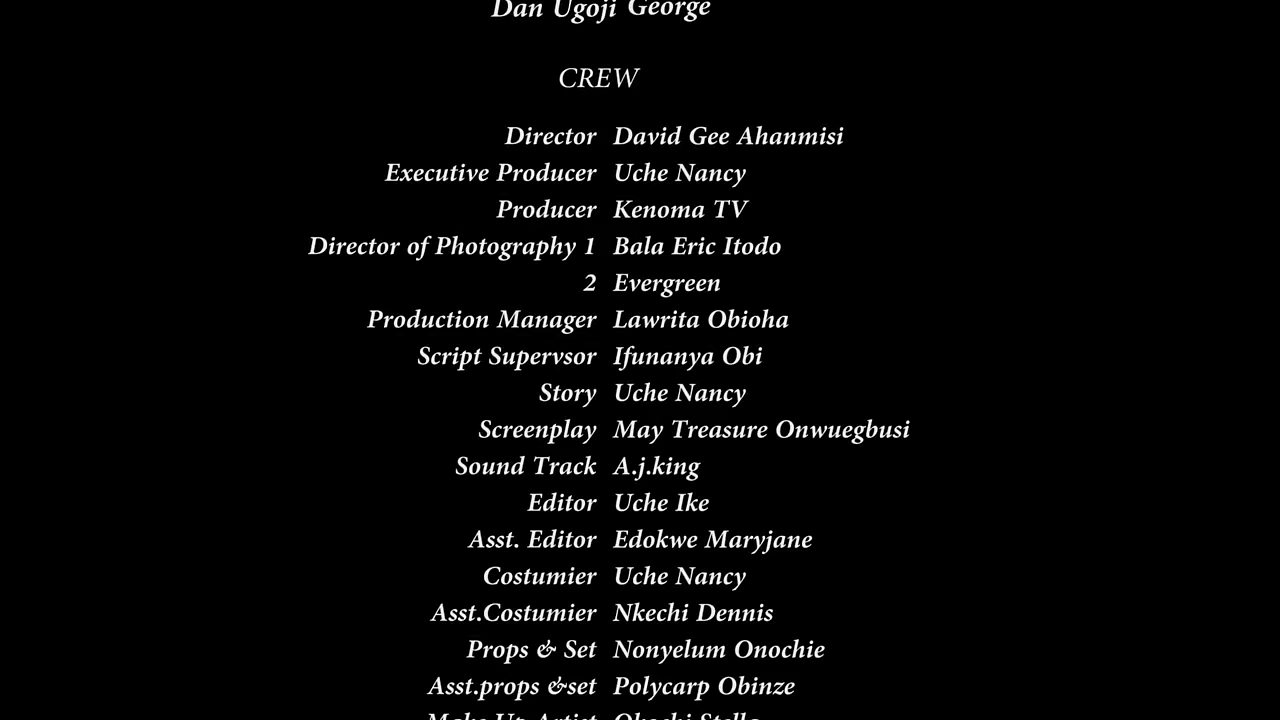 Dan Ugoji George
CREW
Director David Gee Ahanmisi
Executive Producer Uche Nancy
Producer Kenoma TV
Director of Photography 1 Bala Eric Itodo
2 Evergreen
Production Manager Lawrita Obioha
Script Supervsor Ifunanya Obi
Story Uche Nancy
Screenplay May Treasure Onwuegbusi
Sound Track A.j.king
Editor Uche Ike
Asst. Editor Edokwe Maryjane
Costumier Uche Nancy
Asst.Costumier Nkechi Dennis
Props & Set Nonyelum Onochie
Asst.props &set Polycarp Obinze
Make Up Artist